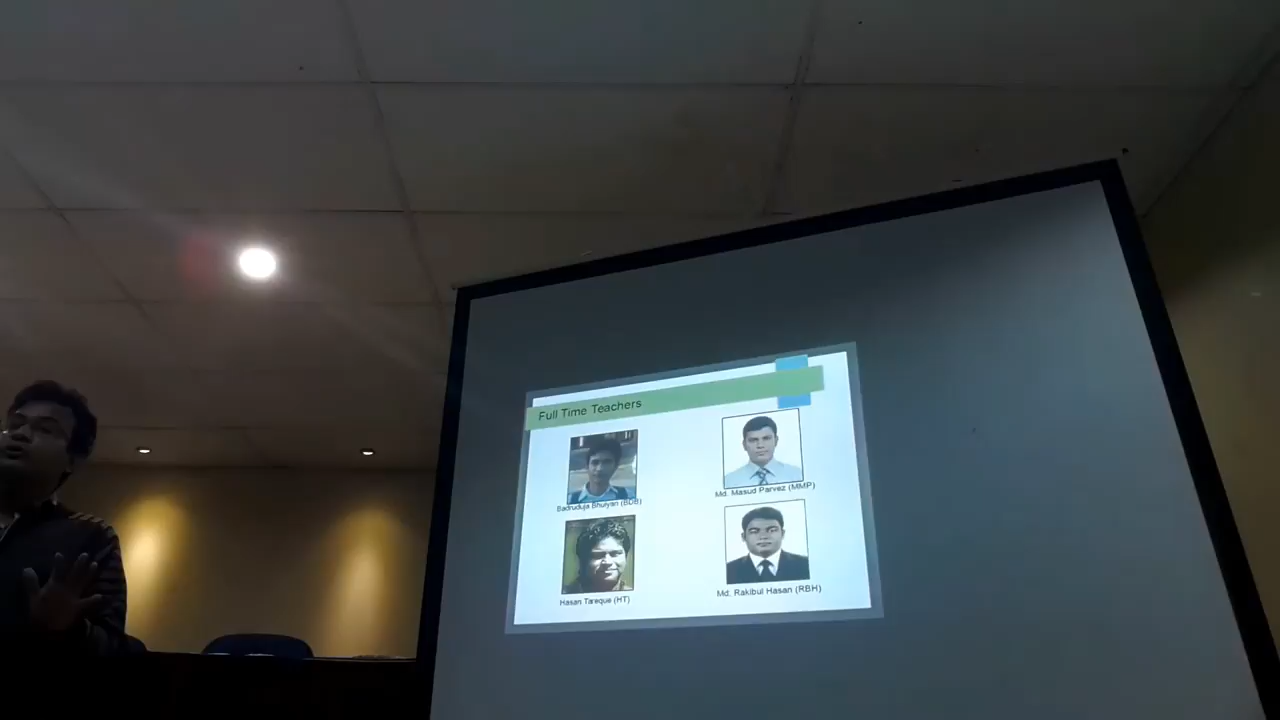 Full Time Teachers
Badruduja Bhuiyan (BDB)
Md. Masud Parvez (MMP)
Hasan Tareque (HT)
Md. Rakibul Hasan (RBH)